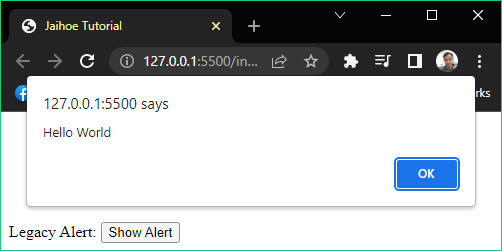 Jaihoe Tutorial
127.0.0.1:5500/in...
rks
127.0.0.1:5500 says
Hello World
OK
Legacy Alert: Show Alert